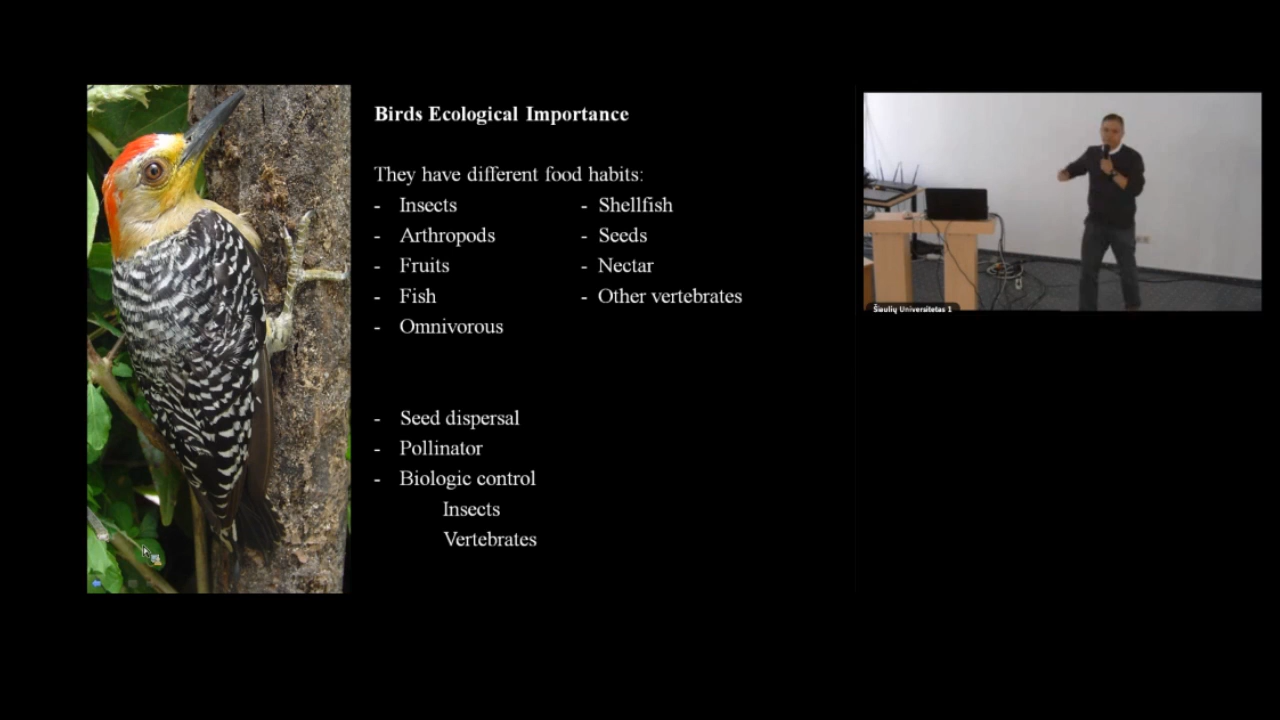 Birds Ecological Importance
They have different food habits:
- Insects
- Arthropods
- Fruits
- Fish
- Omnivorous
- Shellfish
- Seeds
- Nectar
- Other vertebrates
- Seed dispersal
- Pollinator
- Biologic control
Insects
Vertebrates
Šiaulių Universitetas 1